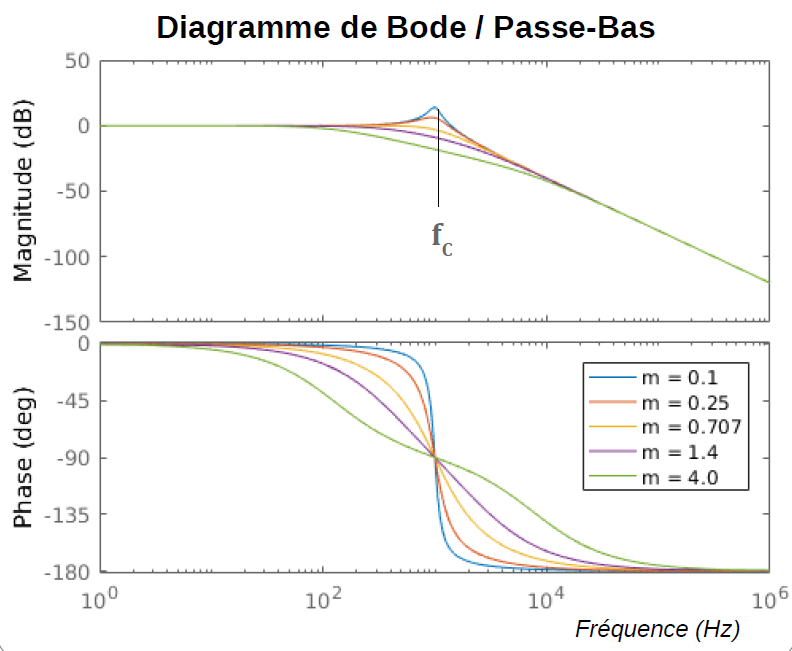 Diagramme de Bode / Passe-Bas
Magnitude (dB)
50
0
-50
-100
-150
fc
Phase (deg)
0
-45
-90
-135
-180
m = 0.1
m = 0.25
m = 0.707
m = 1.4
m = 4.0
10^0 10^2 10^4 10^6
Fréquence (Hz)